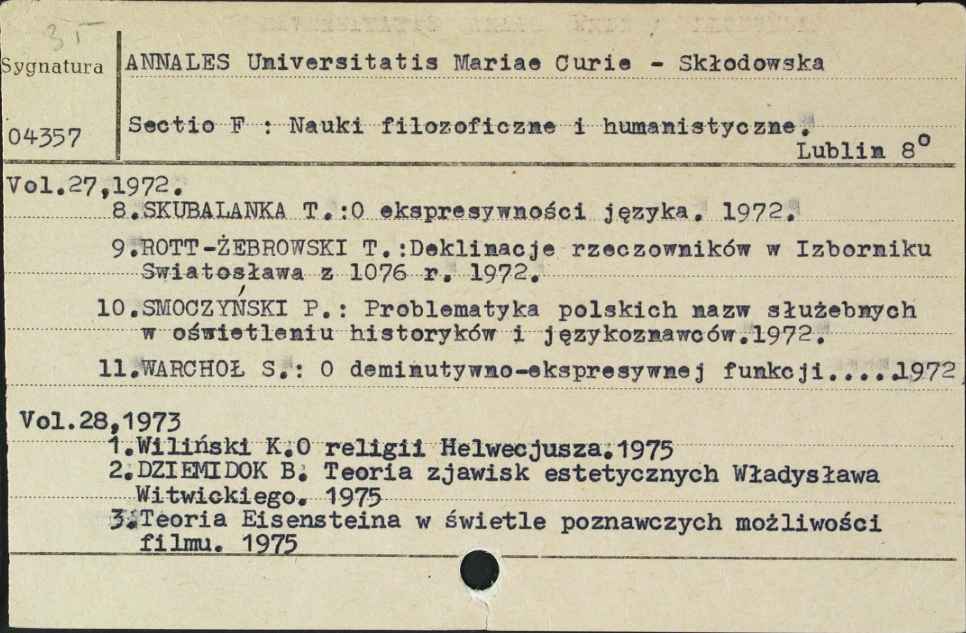 3I
Sygnatura
ANNALES Universitatis Mariae Curie - Skłodowska
04357
Sectio F : Nauki filozoficzne i humanistyczne.
Lublin 8°
Vol.27,1972.
8.SKUBALANKA T.:O ekspresywności języka. 1972.
9.ROTT-ŻEBROWSKI T.:Deklinacje rzeczowników w Izborniku
Swiatosława z 1076 r. 1972.
10.SMOCZYŃSKI P.: Problematyka polskich nazw służebnych
w oświetleniu historyków i językoznawców.1972.
11.WARCHOŁ S.: O deminutywno-ekspresywnej funkcji.....1972
Vol.28,1973
1.Wiliński K.O religii Helwecjusza.1975
2.DZIEMIDOK B. Teoria zjawisk estetycznych Władysława
Witwickiego. 1975
3.Teoria Eisensteina w świetle poznawczych możliwości
filmu. 1975